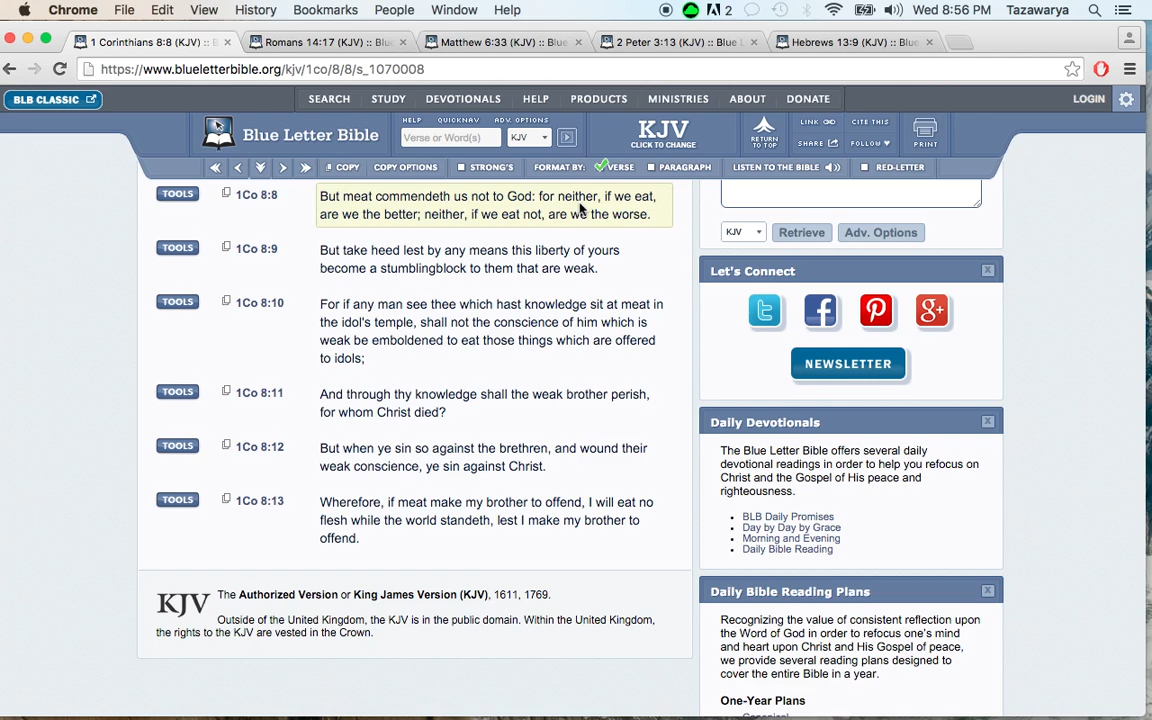 Chrome File Edit View History Bookmarks People Window Help 2 Wed 8:56 PM Tazawarya
1 Corinthians 8:8 (KJV) :: B Romans 14:17 (KJV) :: Blue Matthew 6:33 (KJV) :: Blue 2 Peter 3:13 (KJV) :: Blue L Hebrews 13:9 (KJV) :: Blue
https://www.blueletterbible.org/kjv/1co/8/8/s_1070008
BLB CLASSIC SEARCH STUDY DEVOTIONALS HELP PRODUCTS MINISTRIES ABOUT DONATE LOGIN
Blue Letter Bible
HELP QUICKNAV ADV. OPTIONS
Verse or Word(s) KJV
KJV
CLICK TO CHANGE
RETURN
TO TOP
LINK CITE THIS
SHARE FOLLOW
PRINT
COPY COPY OPTIONS STRONG'S FORMAT BY: VERSE PARAGRAPH LISTEN TO THE BIBLE RED-LETTER
TOOLS 1Co 8:8 But meat commendeth us not to God: for neither, if we eat,
are we the better; neither, if we eat not, are we the worse.
TOOLS 1Co 8:9 But take heed lest by any means this liberty of yours
become a stumblingblock to them that are weak.
TOOLS 1Co 8:10 For if any man see thee which hast knowledge sit at meat in
the idol's temple, shall not the conscience of him which is
weak be emboldened to eat those things which are offered
to idols;
TOOLS 1Co 8:11 And through thy knowledge shall the weak brother perish,
for whom Christ died?
TOOLS 1Co 8:12 But when ye sin so against the brethren, and wound their
weak conscience, ye sin against Christ.
TOOLS 1Co 8:13 Wherefore, if meat make my brother to offend, I will eat no
flesh while the world standeth, lest I make my brother to
offend.
KJV The Authorized Version or King James Version (KJV), 1611, 1769.
Outside of the United Kingdom, the KJV is in the public domain. Within the United Kingdom,
the rights to the KJV are vested in the Crown.
KJV Retrieve Adv. Options
Let's Connect
NEWSLETTER
Daily Devotionals
The Blue Letter Bible offers several daily
devotional readings in order to help you refocus on
Christ and the Gospel of His peace and
righteousness.
BLB Daily Promises
Day by Day by Grace
Morning and Evening
Daily Bible Reading
Daily Bible Reading Plans
Recognizing the value of consistent reflection upon
the Word of God in order to refocus one's mind
and heart upon Christ and His Gospel of peace,
we provide several reading plans designed to
cover the entire Bible in a year.
One-Year Plans